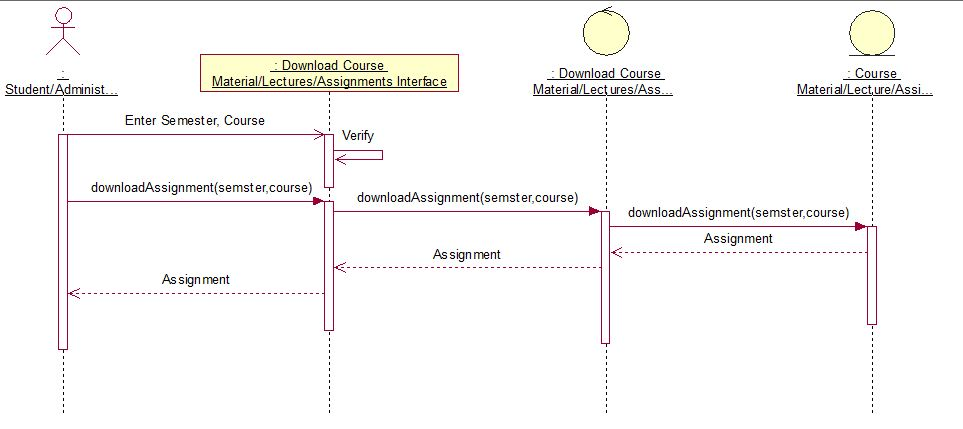 :
Student/Administ...
: Download Course
Material/Lectures/Assignments Interface
: Download Course
Material/Lectures/Ass...
: Course
Material/Lecture/Assi...
Enter Semester, Course
Verify
downloadAssignment(semster,course)
downloadAssignment(semster,course)
downloadAssignment(semster,course)
Assignment
Assignment
Assignment